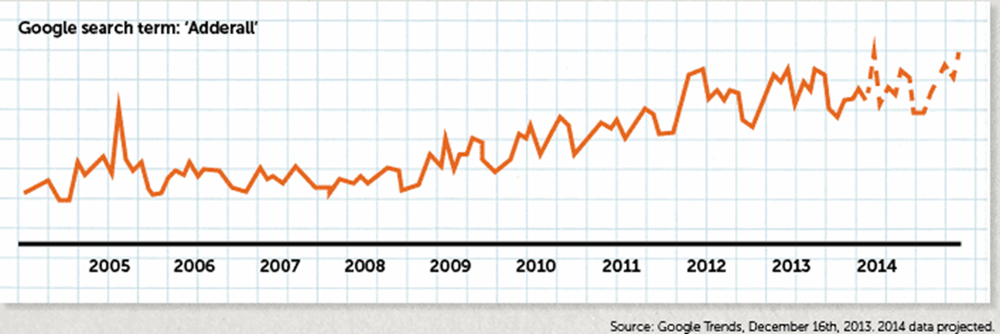 Google search term: ‘Adderall’
2005 2006 2007 2008 2009 2010 2011 2012 2013 2014
Source: Google Trends, December 16th, 2013. 2014 data projected.